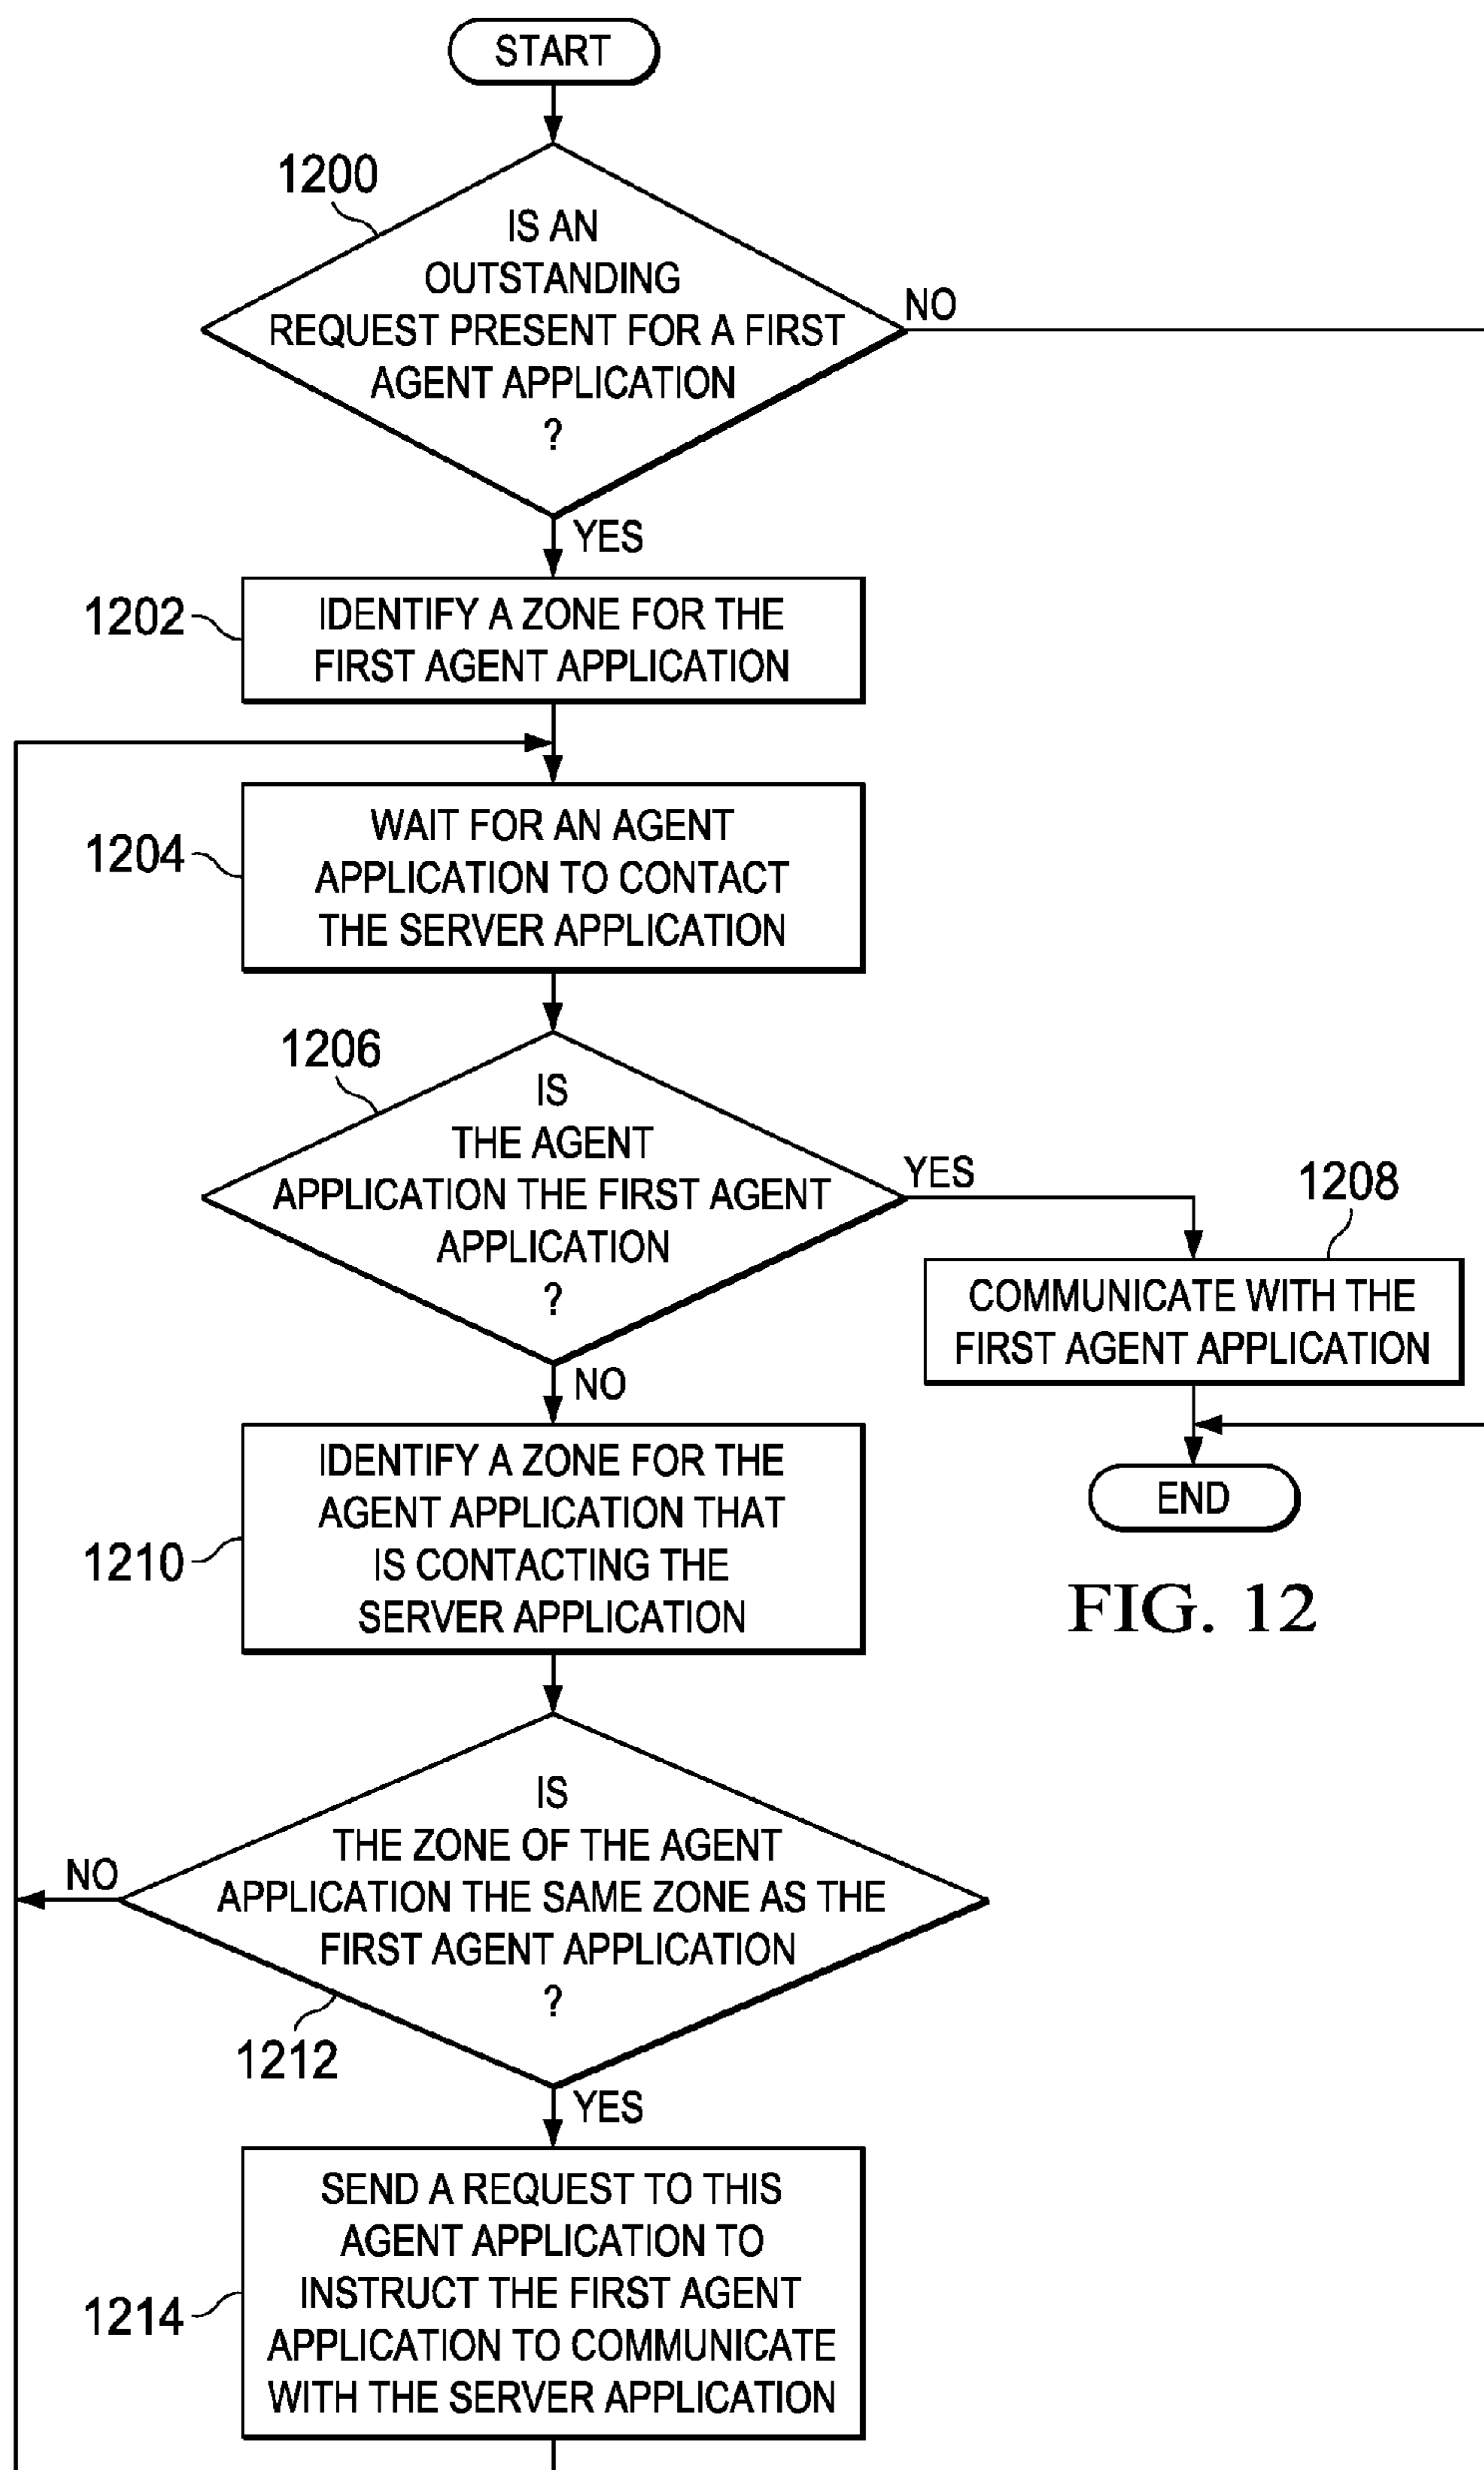 START
1200
IS AN
OUTSTANDING
REQUEST PRESENT FOR A FIRST
AGENT APPLICATION
?
NO
YES
1202
IDENTIFY A ZONE FOR THE
FIRST AGENT APPLICATION
1204
WAIT FOR AN AGENT
APPLICATION TO CONTACT
THE SERVER APPLICATION
1206
IS
THE AGENT
APPLICATION THE FIRST AGENT
APPLICATION
?
YES
1208
COMMUNICATE WITH THE
FIRST AGENT APPLICATION
END
NO
1210
IDENTIFY A ZONE FOR THE
AGENT APPLICATION THAT
IS CONTACTING THE
SERVER APPLICATION
FIG. 12
IS
THE ZONE OF THE AGENT
APPLICATION THE SAME ZONE AS THE
FIRST AGENT APPLICATION
?
NO
1212
YES
1214
SEND A REQUEST TO THIS
AGENT APPLICATION TO
INSTRUCT THE FIRST AGENT
APPLICATION TO COMMUNICATE
WITH THE SERVER APPLICATION